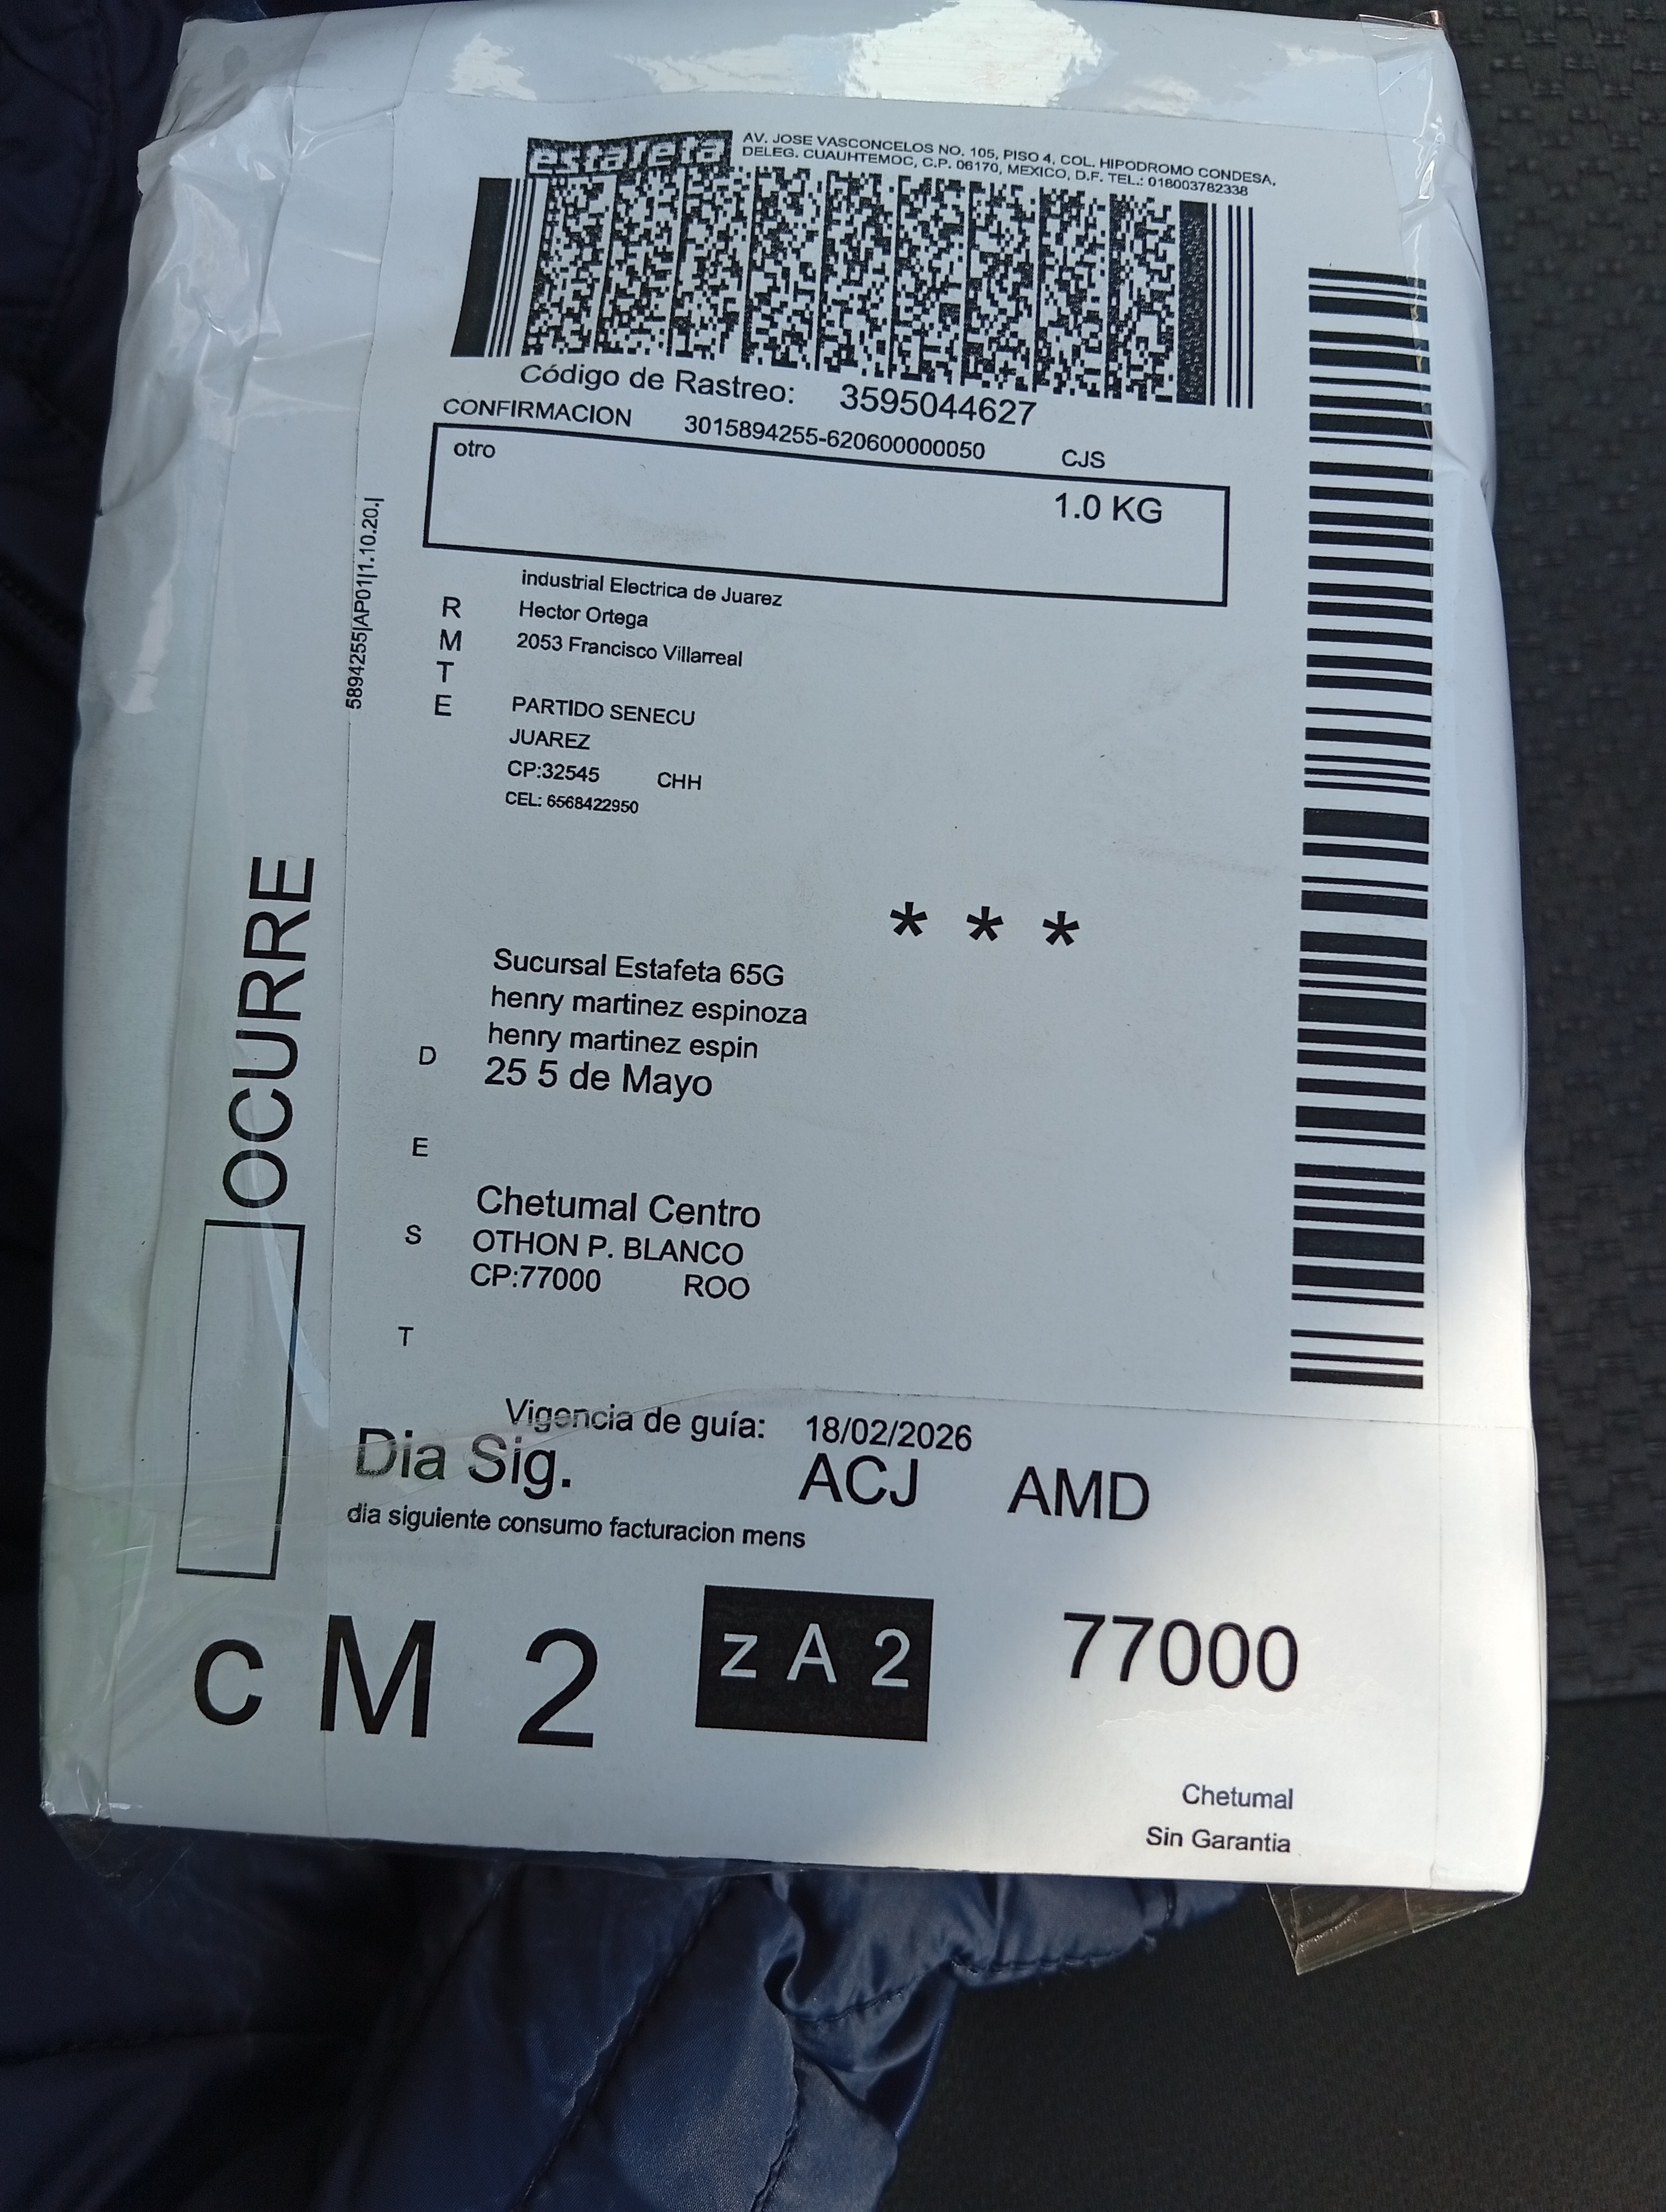 estafeta
AV. JOSE VASCONCELOS NO. 105, PISO 4, COL. HIPODROMO CONDESA,
DELEG. CUAUHTEMOC, C.P. 06170, MEXICO, D.F. TEL.: 018003782338
Código de Rastreo: 3595044627
CONFIRMACION 3015894255-620600000050 CJS
otro
1.0 KG
5894255|AP01|1.10.20.|
R
M
T
E
industrial Electrica de Juarez
Hector Ortega
2053 Francisco Villarreal
PARTIDO SENECU
JUAREZ
CP:32545 CHH
CEL: 6568422950
OCURRE
* * *
D
E
S
T
Sucursal Estafeta 65G
henry martinez espinoza
henry martinez espin
25 5 de Mayo
Chetumal Centro
OTHON P. BLANCO
CP:77000 ROO
Vigencia de guía: 18/02/2026
Dia Sig. ACJ AMD
dia siguiente consumo facturacion mens
c M 2 z A 2 77000
Chetumal
Sin Garantia